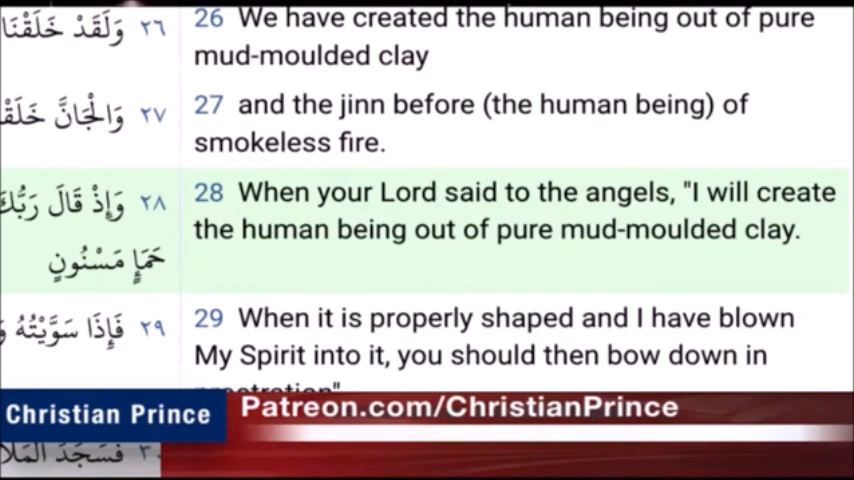 ٢٦ وَلَقَدْ خَلَقْنَا
26 We have created the human being out of pure
mud-moulded clay
٢٧ وَالْجَانَّ
27 and the jinn before (the human being) of
smokeless fire.
٢٨ وَإِذْ قَالَ رَبُّكَ
حَمَإٍ مَسْنُونٍ
28 When your Lord said to the angels, "I will create
the human being out of pure mud-moulded clay.
٢٩ فَإِذَا سَوَّيْتُهُ
29 When it is properly shaped and I have blown
My Spirit into it, you should then bow down in
prostration"
Christian Prince
Patreon.com/ChristianPrince
٣٠ فَسَجَدَ